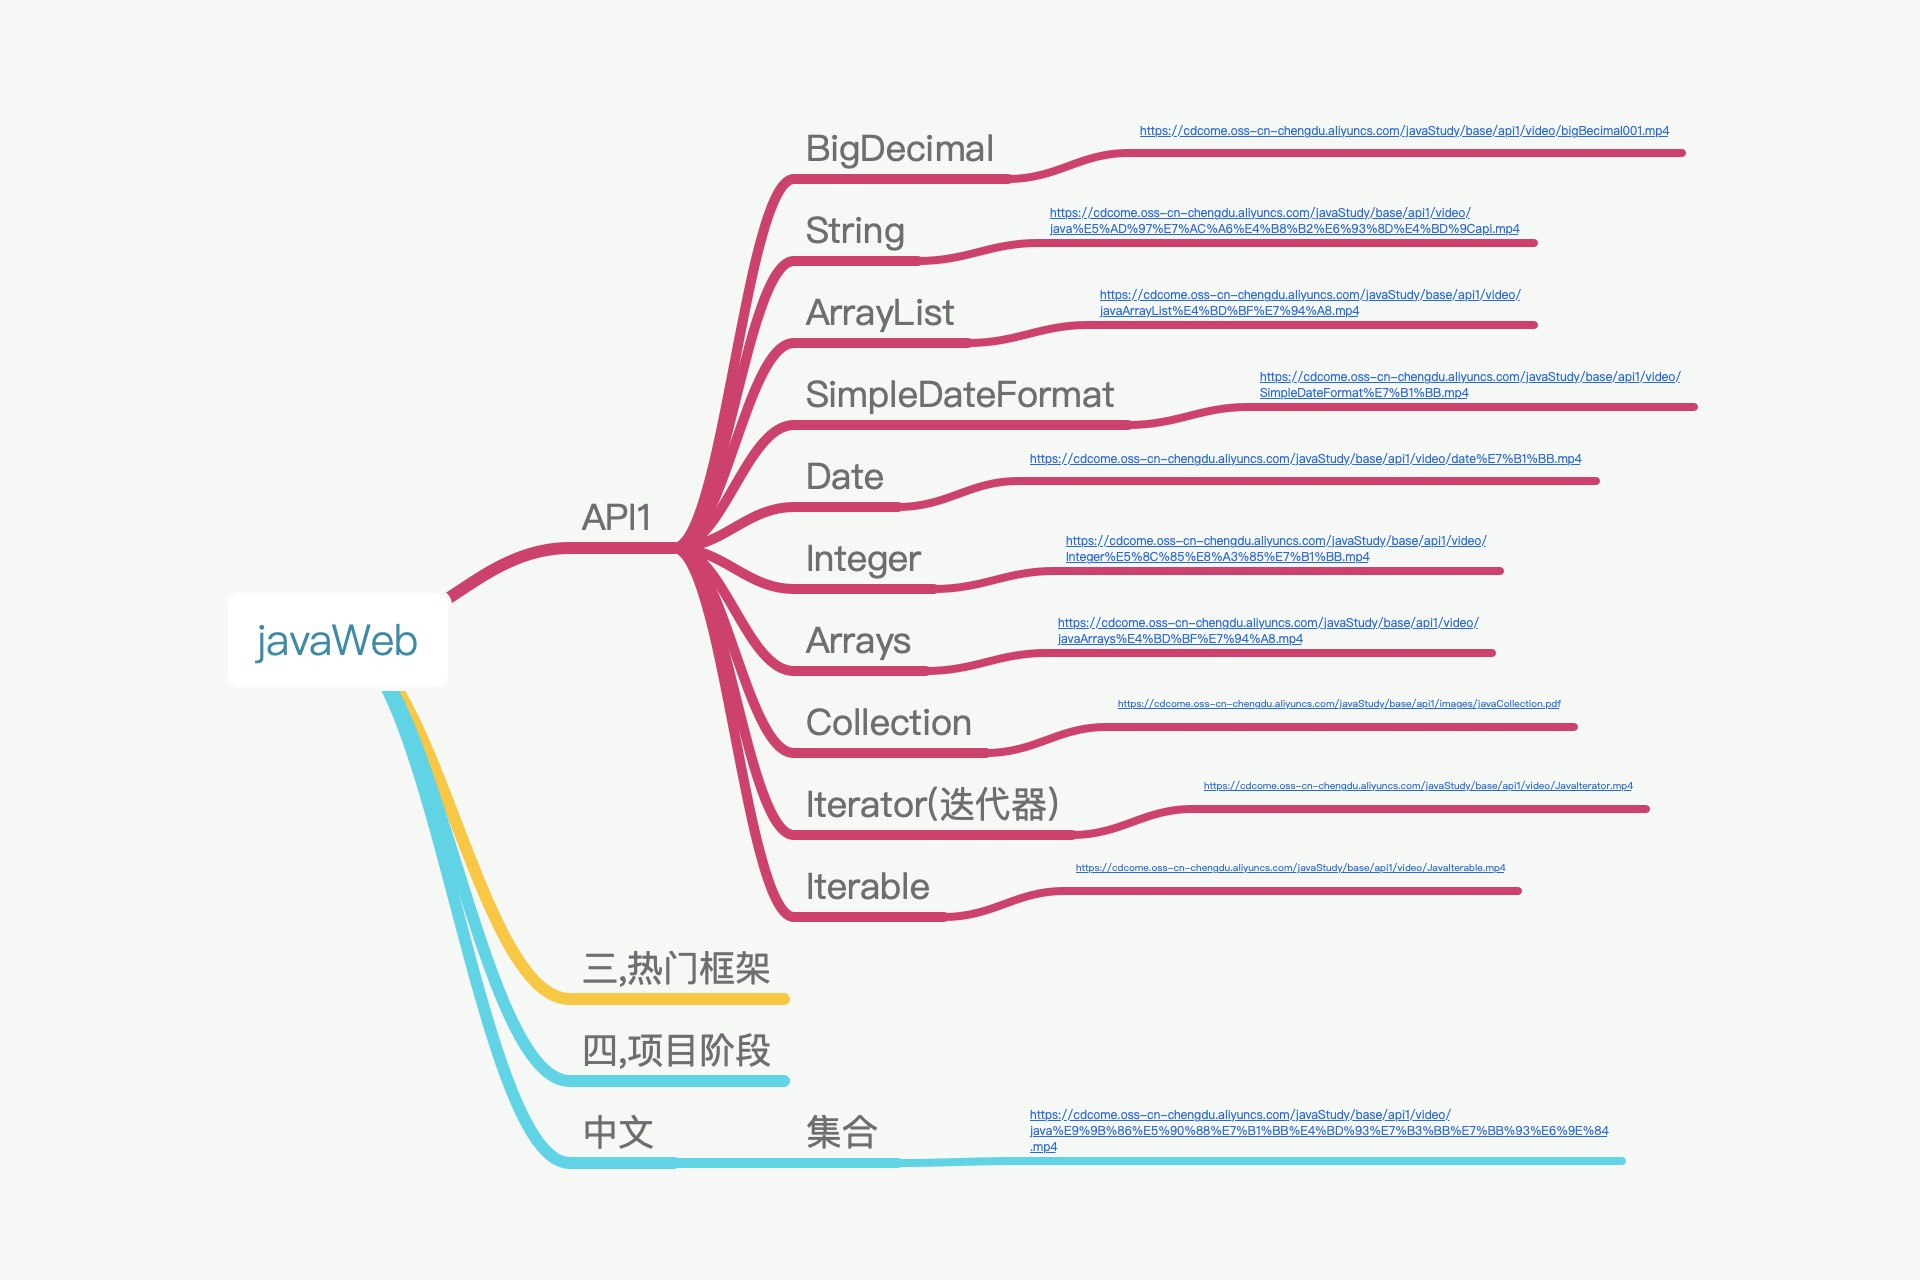 BigDecimal
https://cdcome.oss-cn-chengdu.aliyuncs.com/javaStudy/base/api1/video/bigBecimal001.mp4
String
https://cdcome.oss-cn-chengdu.aliyuncs.com/javaStudy/base/api1/video/
java%E5%AD%97%E7%AC%A6%E4%B8%B2%E6%93%8D%E4%BD%9Capi.mp4
ArrayList
https://cdcome.oss-cn-chengdu.aliyuncs.com/javaStudy/base/api1/video/
javaArrayList%E4%BD%BF%E7%94%A8.mp4
SimpleDateFormat
https://cdcome.oss-cn-chengdu.aliyuncs.com/javaStudy/base/api1/video/
SimpleDateFormat%E7%B1%BB.mp4
Date
https://cdcome.oss-cn-chengdu.aliyuncs.com/javaStudy/base/api1/video/date%E7%B1%BB.mp4
API1
Integer
https://cdcome.oss-cn-chengdu.aliyuncs.com/javaStudy/base/api1/video/
Integer%E5%8C%85%E8%A3%85%E7%B1%BB.mp4
javaWeb
Arrays
https://cdcome.oss-cn-chengdu.aliyuncs.com/javaStudy/base/api1/video/
javaArrays%E4%BD%BF%E7%94%A8.mp4
Collection
https://cdcome.oss-cn-chengdu.aliyuncs.com/javaStudy/base/api1/images/javaCollection.pdf
Iterator(迭代器)
https://cdcome.oss-cn-chengdu.aliyuncs.com/javaStudy/base/api1/video/JavaIterator.mp4
Iterable
https://cdcome.oss-cn-chengdu.aliyuncs.com/javaStudy/base/api1/video/JavaIterable.mp4
三,热门框架
四,项目阶段
中文
集合
https://cdcome.oss-cn-chengdu.aliyuncs.com/javaStudy/base/api1/video/
java%E9%9B%86%E5%90%88%E7%B1%BB%E4%BD%93%E7%B3%BB%E7%BB%93%E6%9E%84
.mp4